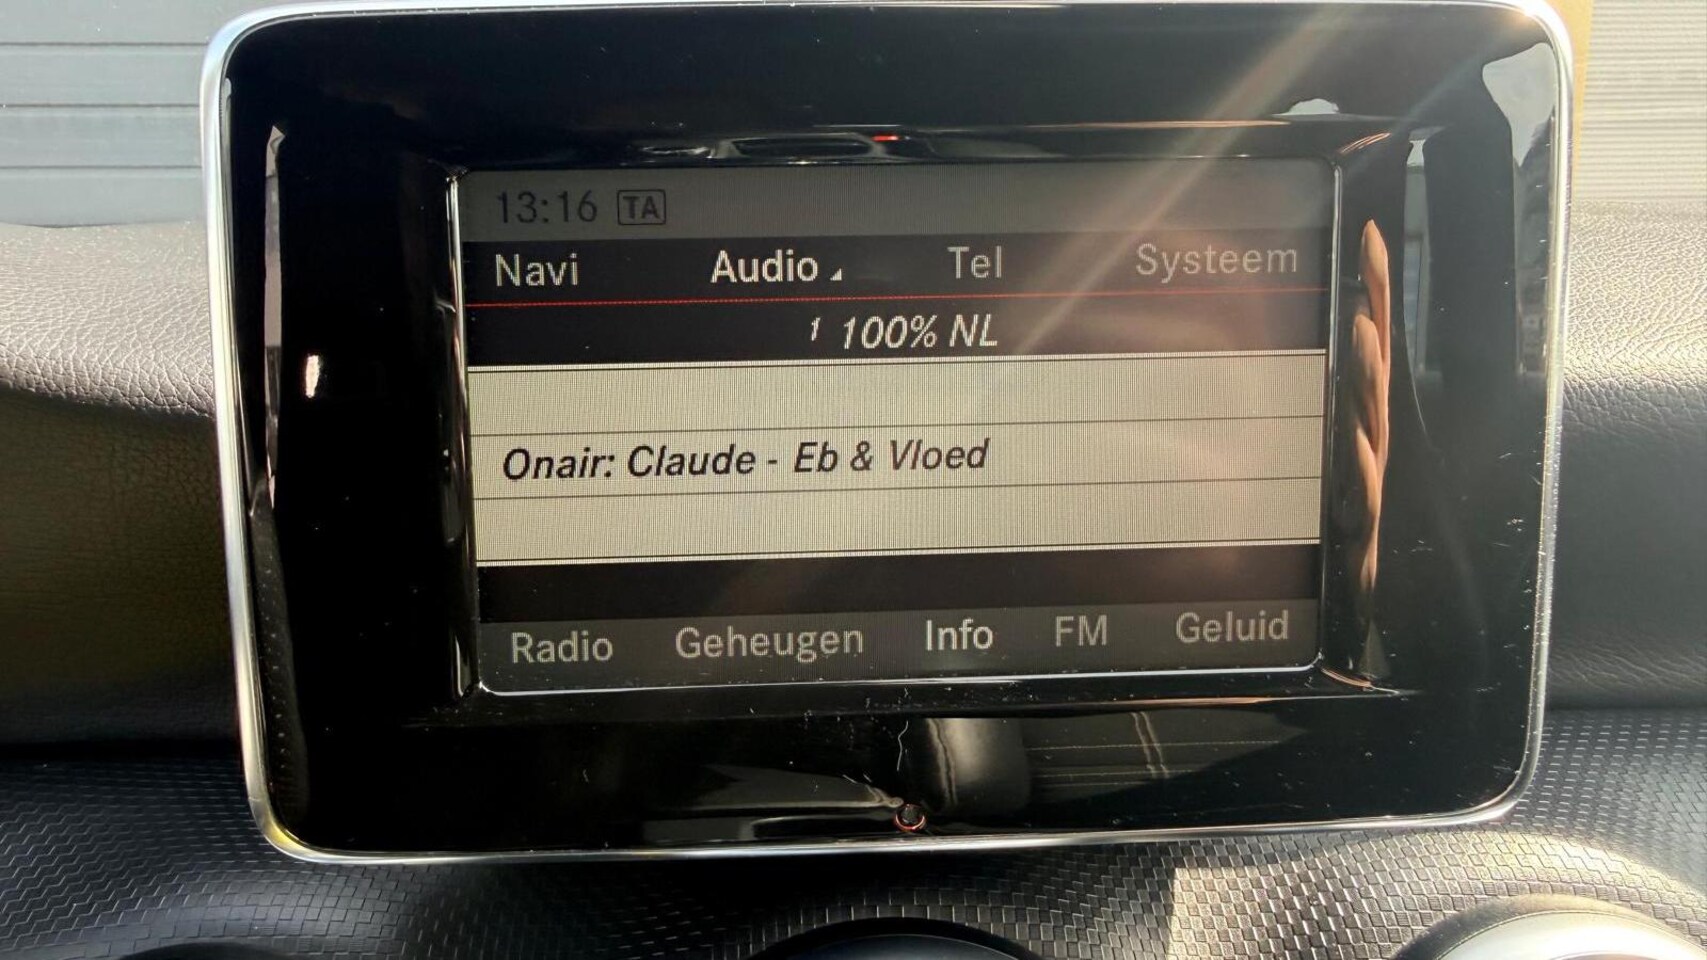 13:16 TA
Navi Audio Tel Systeem
1 100% NL
Onair: Claude - Eb & Vloed
Radio Geheugen Info FM Geluid